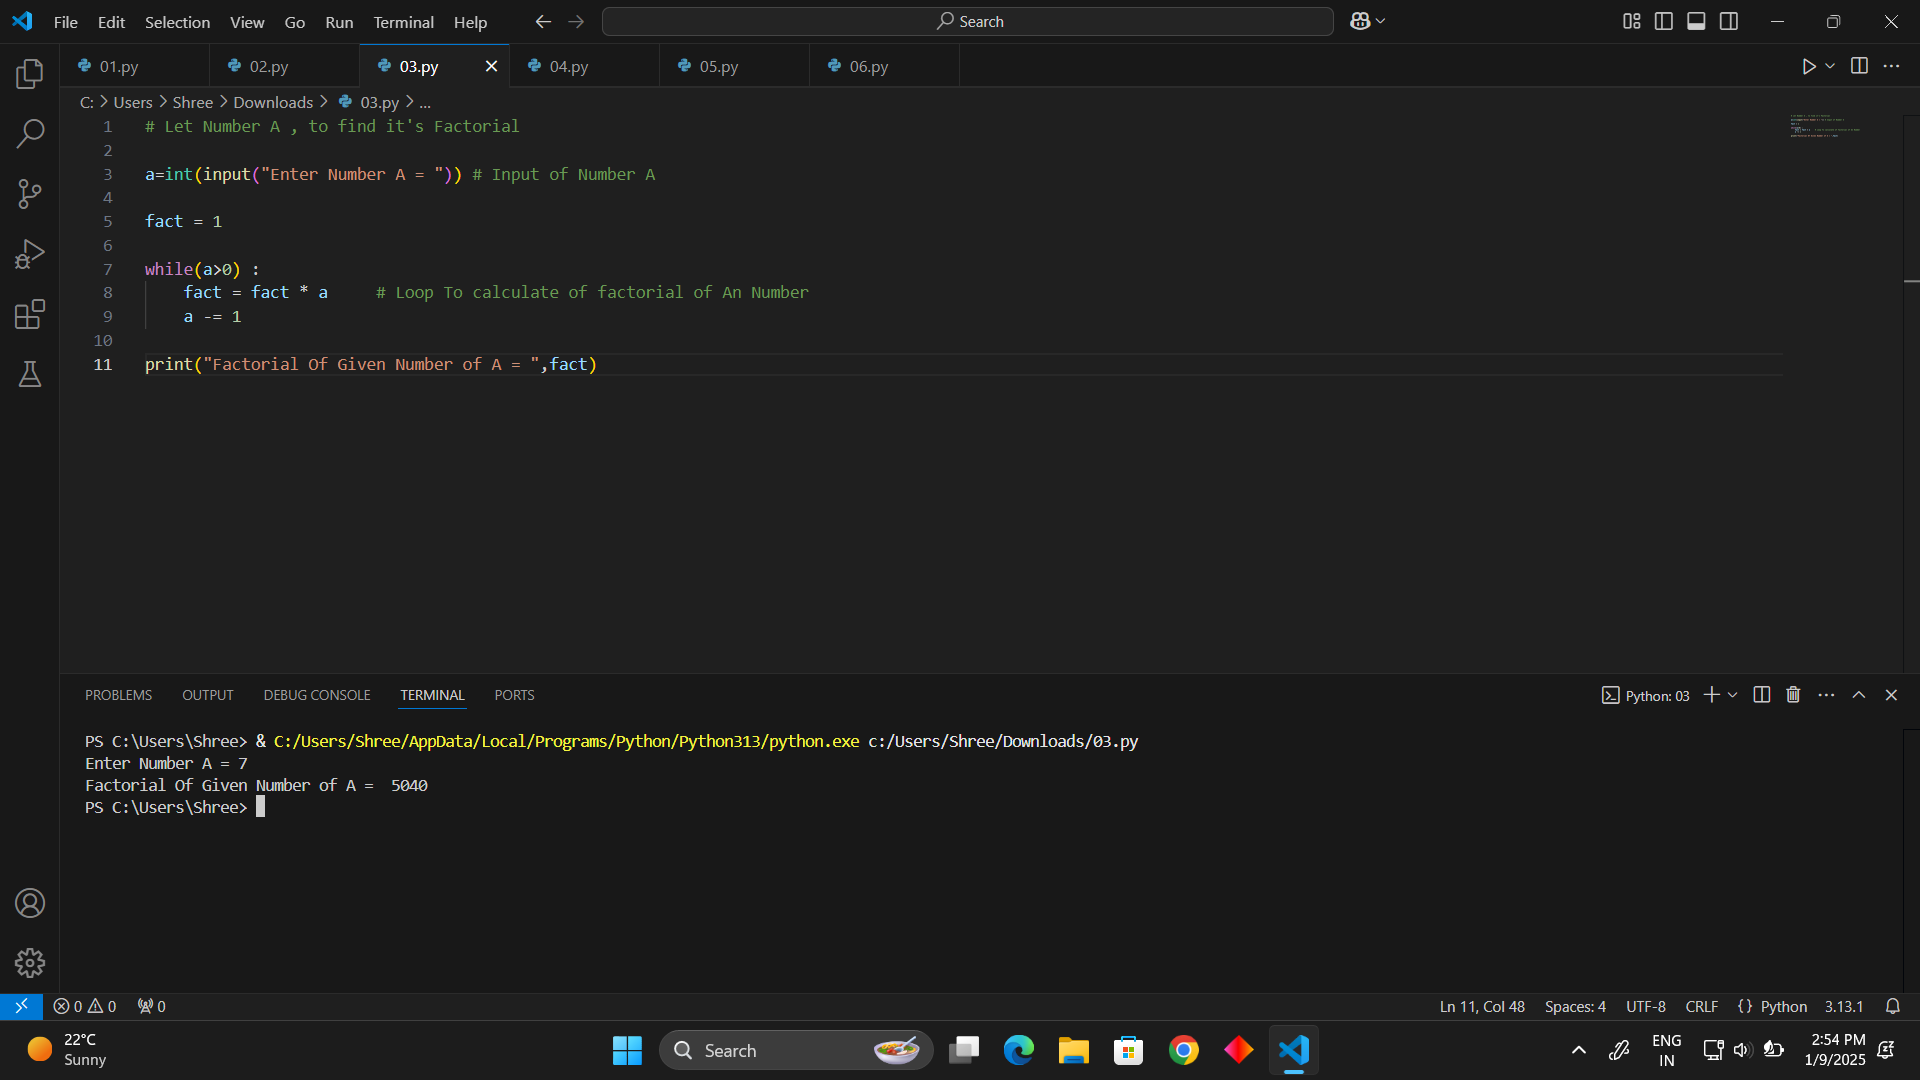 File Edit Selection View Go Run Terminal Help Search
01.py 02.py 03.py 04.py 05.py 06.py
C: > Users > Shree > Downloads > 03.py > ...
1 # Let Number A , to find it's Factorial
2
3 a=int(input("Enter Number A = ")) # Input of Number A
4
5 fact = 1
6
7 while(a>0) :
8     fact = fact * a     # Loop To calculate of factorial of An Number
9     a -= 1
10
11 print("Factorial Of Given Number of A = ",fact)
PROBLEMS OUTPUT DEBUG CONSOLE TERMINAL PORTS Python: 03
PS C:\Users\Shree> & C:/Users/Shree/AppData/Local/Programs/Python/Python313/python.exe c:/Users/Shree/Downloads/03.py
Enter Number A = 7
Factorial Of Given Number of A =  5040
PS C:\Users\Shree>
0 0 0 Ln 11, Col 48 Spaces: 4 UTF-8 CRLF {} Python 3.13.1
22°C
Sunny
Search
ENG
IN
2:54 PM
1/9/2025